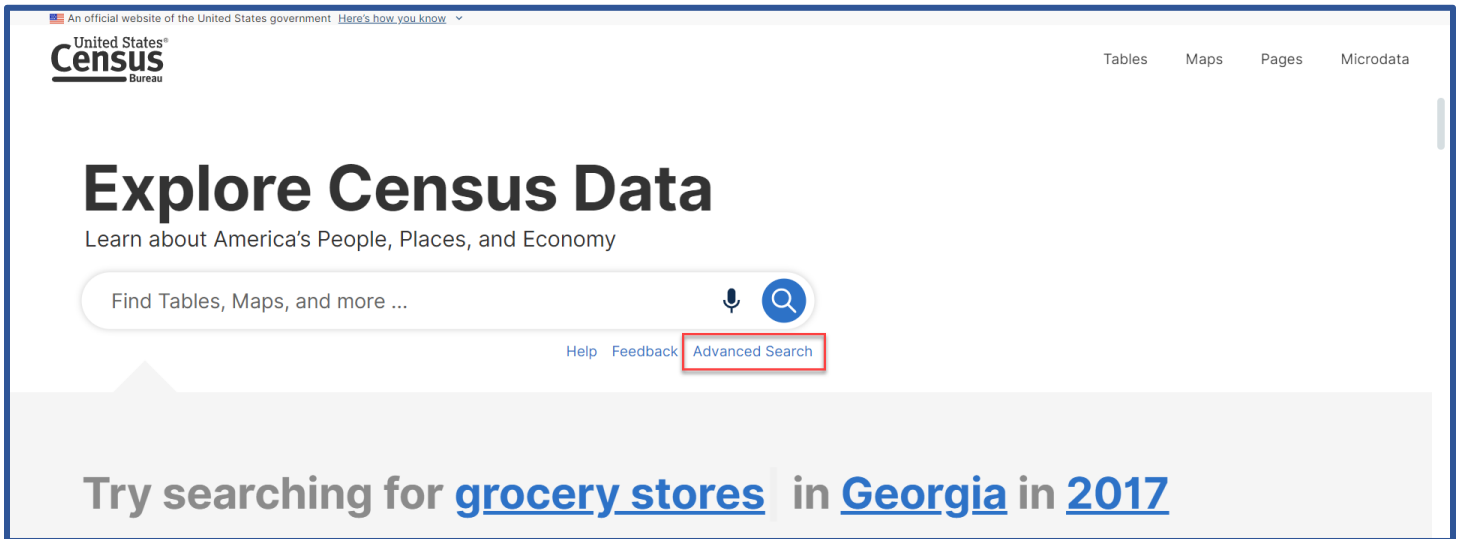 An official website of the United States government Here's how you know
United States®
Census
Bureau
Tables Maps Pages Microdata
Explore Census Data
Learn about America's People, Places, and Economy
Find Tables, Maps, and more ...
Help Feedback Advanced Search
Try searching for grocery stores in Georgia in 2017